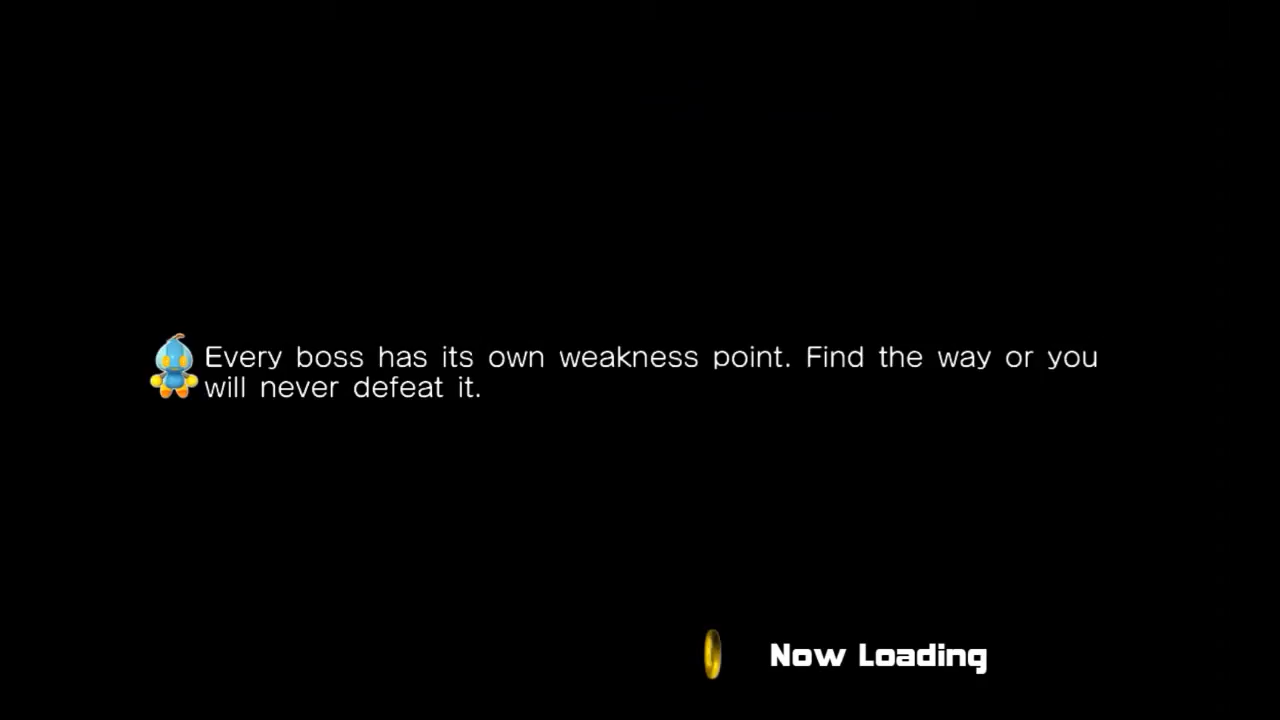 Every boss has its own weakness point. Find the way or you
will never defeat it.
Now Loading